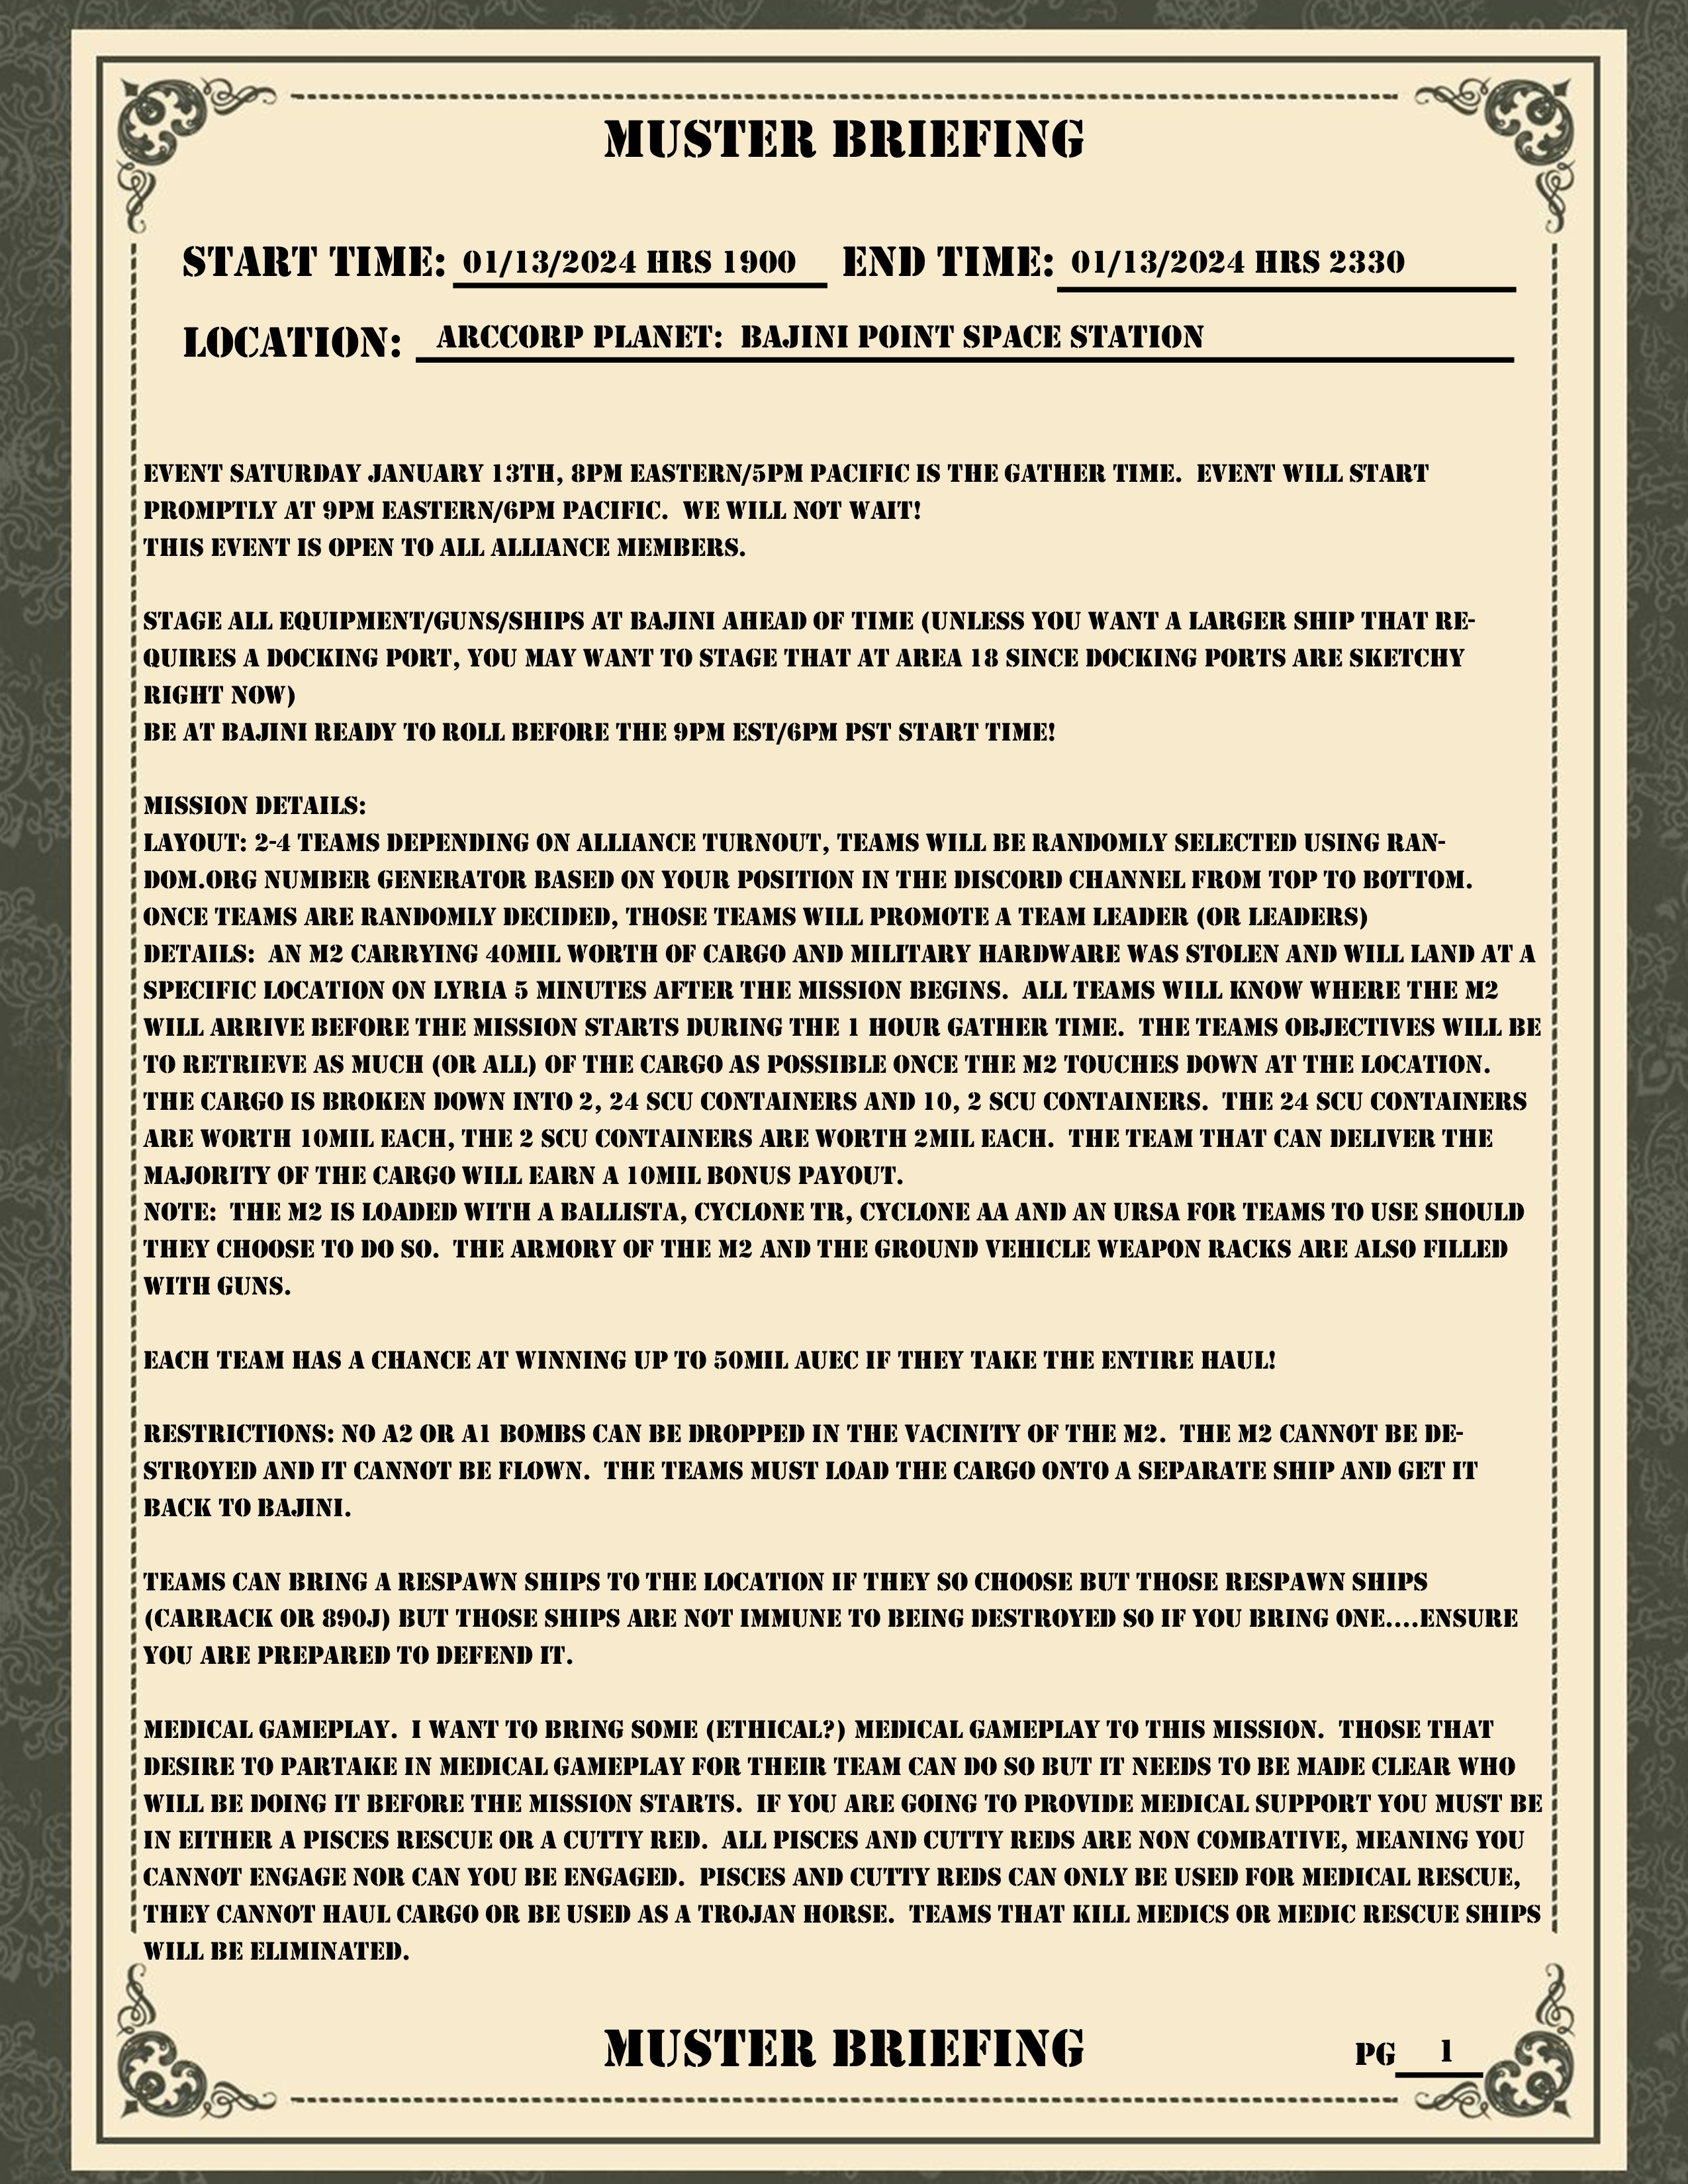 MUSTER BRIEFING
START TIME: 01/13/2024 HRS 1900 END TIME: 01/13/2024 HRS 2330
LOCATION: ARCCORP PLANET: BAJINI POINT SPACE STATION
EVENT SATURDAY JANUARY 13TH, 8PM EASTERN/5PM PACIFIC IS THE GATHER TIME. EVENT WILL START
PROMPTLY AT 9PM EASTERN/6PM PACIFIC. WE WILL NOT WAIT!
THIS EVENT IS OPEN TO ALL ALLIANCE MEMBERS.
STAGE ALL EQUIPMENT/GUNS/SHIPS AT BAJINI AHEAD OF TIME (UNLESS YOU WANT A LARGER SHIP THAT RE-
QUIRES A DOCKING PORT, YOU MAY WANT TO STAGE THAT AT AREA 18 SINCE DOCKING PORTS ARE SKETCHY
RIGHT NOW)
BE AT BAJINI READY TO ROLL BEFORE THE 9PM EST/6PM PST START TIME!
MISSION DETAILS:
LAYOUT: 2-4 TEAMS DEPENDING ON ALLIANCE TURNOUT, TEAMS WILL BE RANDOMLY SELECTED USING RAN-
DOM.ORG NUMBER GENERATOR BASED ON YOUR POSITION IN THE DISCORD CHANNEL FROM TOP TO BOTTOM.
ONCE TEAMS ARE RANDOMLY DECIDED, THOSE TEAMS WILL PROMOTE A TEAM LEADER (OR LEADERS)
DETAILS: AN M2 CARRYING 40MIL WORTH OF CARGO AND MILITARY HARDWARE WAS STOLEN AND WILL LAND AT A
SPECIFIC LOCATION ON LYRIA 5 MINUTES AFTER THE MISSION BEGINS. ALL TEAMS WILL KNOW WHERE THE M2
WILL ARRIVE BEFORE THE MISSION STARTS DURING THE 1 HOUR GATHER TIME. THE TEAMS OBJECTIVES WILL BE
TO RETRIEVE AS MUCH (OR ALL) OF THE CARGO AS POSSIBLE ONCE THE M2 TOUCHES DOWN AT THE LOCATION.
THE CARGO IS BROKEN DOWN INTO 2, 24 SCU CONTAINERS AND 10, 2 SCU CONTAINERS. THE 24 SCU CONTAINERS
ARE WORTH 10MIL EACH, THE 2 SCU CONTAINERS ARE WORTH 2MIL EACH. THE TEAM THAT CAN DELIVER THE
MAJORITY OF THE CARGO WILL EARN A 10MIL BONUS PAYOUT.
NOTE: THE M2 IS LOADED WITH A BALLISTA, CYCLONE TR, CYCLONE AA AND AN URSA FOR TEAMS TO USE SHOULD
THEY CHOOSE TO DO SO. THE ARMORY OF THE M2 AND THE GROUND VEHICLE WEAPON RACKS ARE ALSO FILLED
WITH GUNS.
EACH TEAM HAS A CHANCE AT WINNING UP TO 50MIL AUEC IF THEY TAKE THE ENTIRE HAUL!
RESTRICTIONS: NO A2 OR A1 BOMBS CAN BE DROPPED IN THE VACINITY OF THE M2. THE M2 CANNOT BE DE-
STROYED AND IT CANNOT BE FLOWN. THE TEAMS MUST LOAD THE CARGO ONTO A SEPARATE SHIP AND GET IT
BACK TO BAJINI.
TEAMS CAN BRING A RESPAWN SHIPS TO THE LOCATION IF THEY SO CHOOSE BUT THOSE RESPAWN SHIPS
(CARRACK OR 890J) BUT THOSE SHIPS ARE NOT IMMUNE TO BEING DESTROYED SO IF YOU BRING ONE....ENSURE
YOU ARE PREPARED TO DEFEND IT.
MEDICAL GAMEPLAY. I WANT TO BRING SOME (ETHICAL?) MEDICAL GAMEPLAY TO THIS MISSION. THOSE THAT
DESIRE TO PARTAKE IN MEDICAL GAMEPLAY FOR THEIR TEAM CAN DO SO BUT IT NEEDS TO BE MADE CLEAR WHO
WILL BE DOING IT BEFORE THE MISSION STARTS. IF YOU ARE GOING TO PROVIDE MEDICAL SUPPORT YOU MUST BE
IN EITHER A PISCES RESCUE OR A CUTTY RED. ALL PISCES AND CUTTY REDS ARE NON COMBATIVE, MEANING YOU
CANNOT ENGAGE NOR CAN YOU BE ENGAGED. PISCES AND CUTTY REDS CAN ONLY BE USED FOR MEDICAL RESCUE,
THEY CANNOT HAUL CARGO OR BE USED AS A TROJAN HORSE. TEAMS THAT KILL MEDICS OR MEDIC RESCUE SHIPS
WILL BE ELIMINATED.
MUSTER BRIEFING PG 1